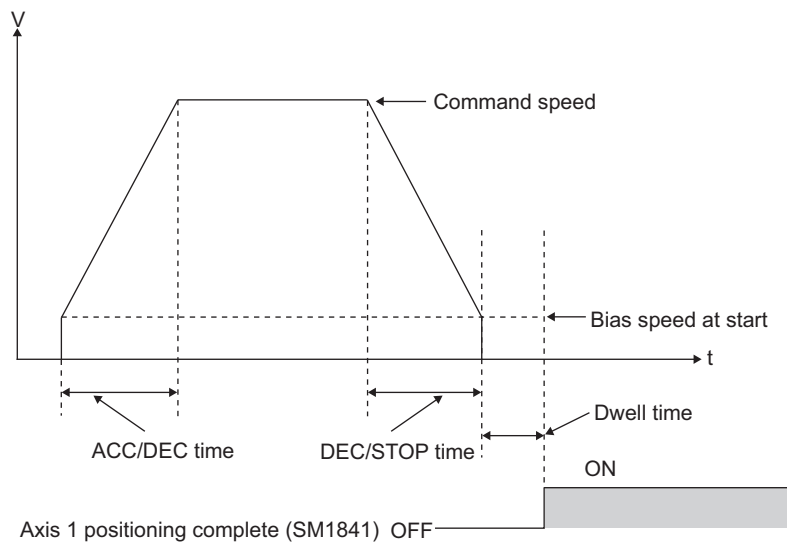 V
Command speed
Bias speed at start
t
Dwell time
ACC/DEC time
DEC/STOP time
ON
Axis 1 positioning complete (SM1841) OFF